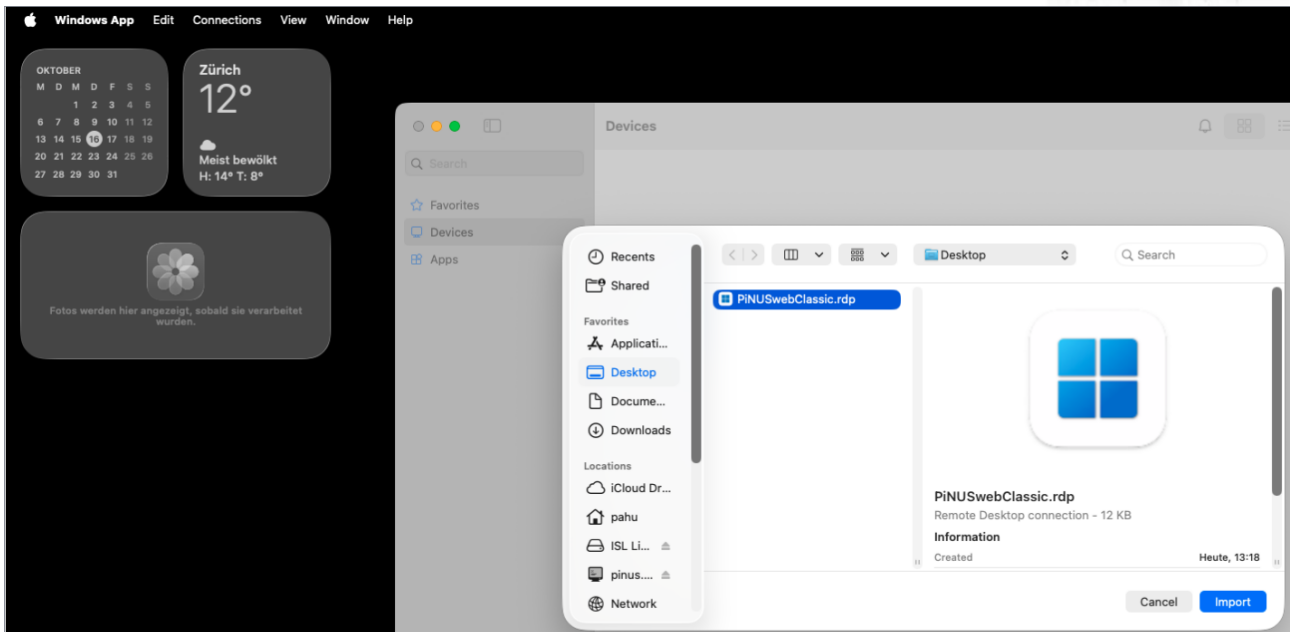 Windows App Edit Connections View Window Help
OKTOBER
M D M D F S S
1 2 3 4 5
6 7 8 9 10 11 12
13 14 15 16 17 18 19
20 21 22 23 24 25 26
27 28 29 30 31
Zürich
12°
Meist bewölkt
H: 14° T: 8°
Fotos werden hier angezeigt, sobald sie verarbeitet
wurden.
Devices
Search
Favorites
Devices
Apps
Recents
Shared
Favorites
Applicati...
Desktop
Docume...
Downloads
Locations
iCloud Dr...
pahu
ISL Li...
pinus....
Network
Desktop
Search
PiNUSwebClassic.rdp
PiNUSwebClassic.rdp
Remote Desktop connection - 12 KB
Information
Created Heute, 13:18
Cancel Import